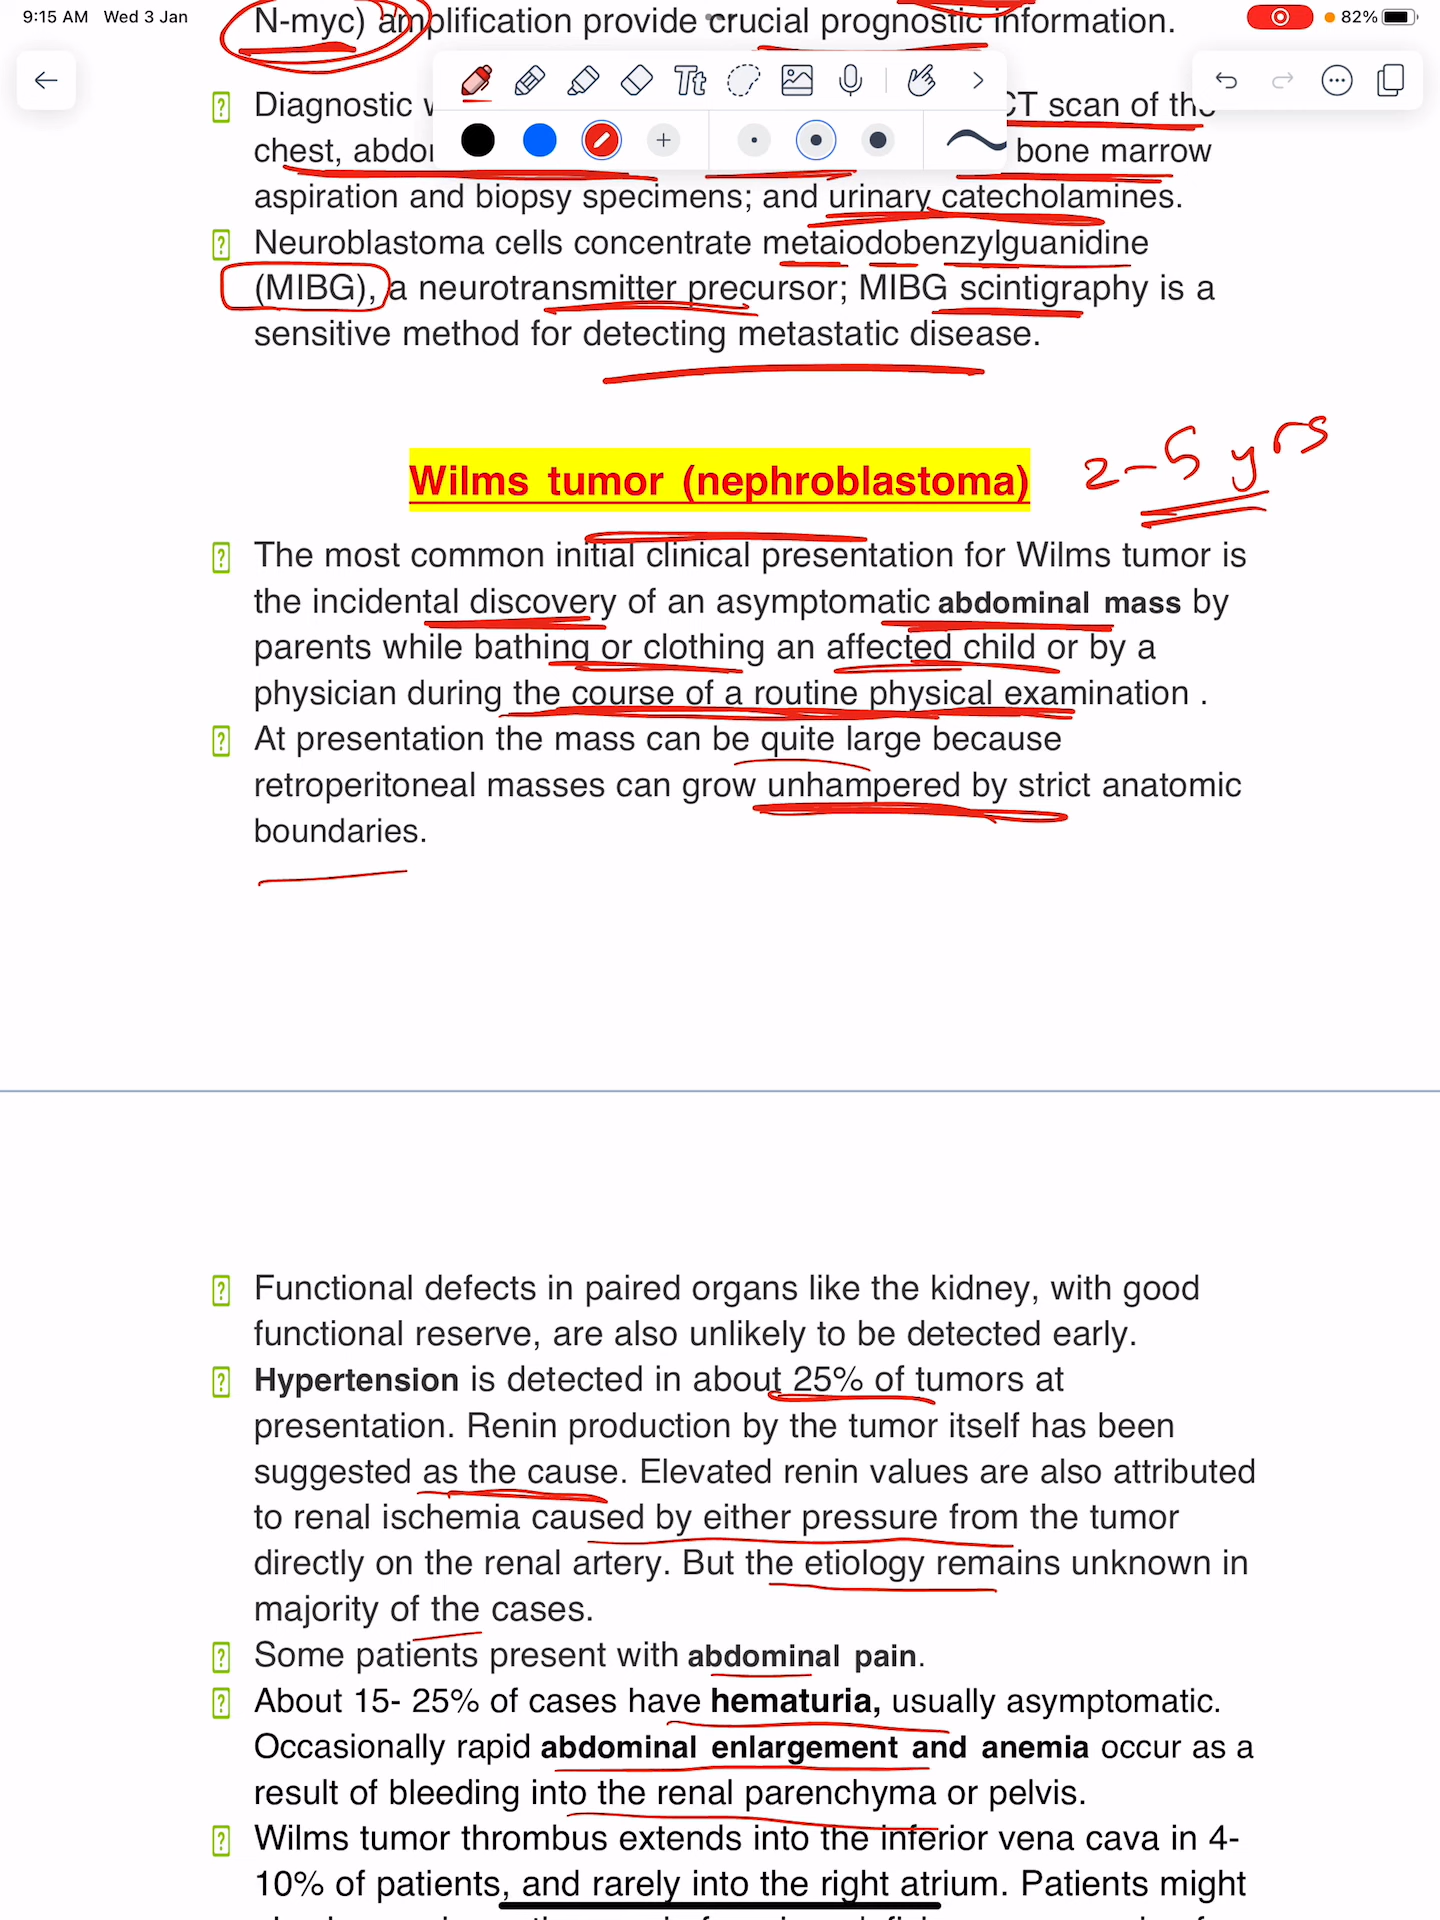 9:15 AM Wed 3 Jan
82%
N-myc) amplification provide crucial prognostic information.
Tt
Diagnostic
CT scan of the
chest,
bone marrow
aspiration and biopsy specimens; and urinary catecholamines.
Neuroblastoma cells concentrate metaiodobenzylguanidine
(MIBG), a neurotransmitter precursor; MIBG scintigraphy is a
sensitive method for detecting metastatic disease.
2-5 yrs
Wilms tumor (nephroblastoma)
The most common initial clinical presentation for Wilms tumor is
the incidental discovery of an asymptomatic abdominal mass by
parents while bathing or clothing an affected child or by a
physician during the course of a routine physical examination .
At presentation the mass can be quite large because
retroperitoneal masses can grow unhampered by strict anatomic
boundaries.
Functional defects in paired organs like the kidney, with good
functional reserve, are also unlikely to be detected early.
Hypertension is detected in about 25% of tumors at
presentation. Renin production by the tumor itself has been
suggested as the cause. Elevated renin values are also attributed
to renal ischemia caused by either pressure from the tumor
directly on the renal artery. But the etiology remains unknown in
majority of the cases.
Some patients present with abdominal pain.
About 15- 25% of cases have hematuria, usually asymptomatic.
Occasionally rapid abdominal enlargement and anemia occur as a
result of bleeding into the renal parenchyma or pelvis.
Wilms tumor thrombus extends into the inferior vena cava in 4-
10% of patients, and rarely into the right atrium. Patients might